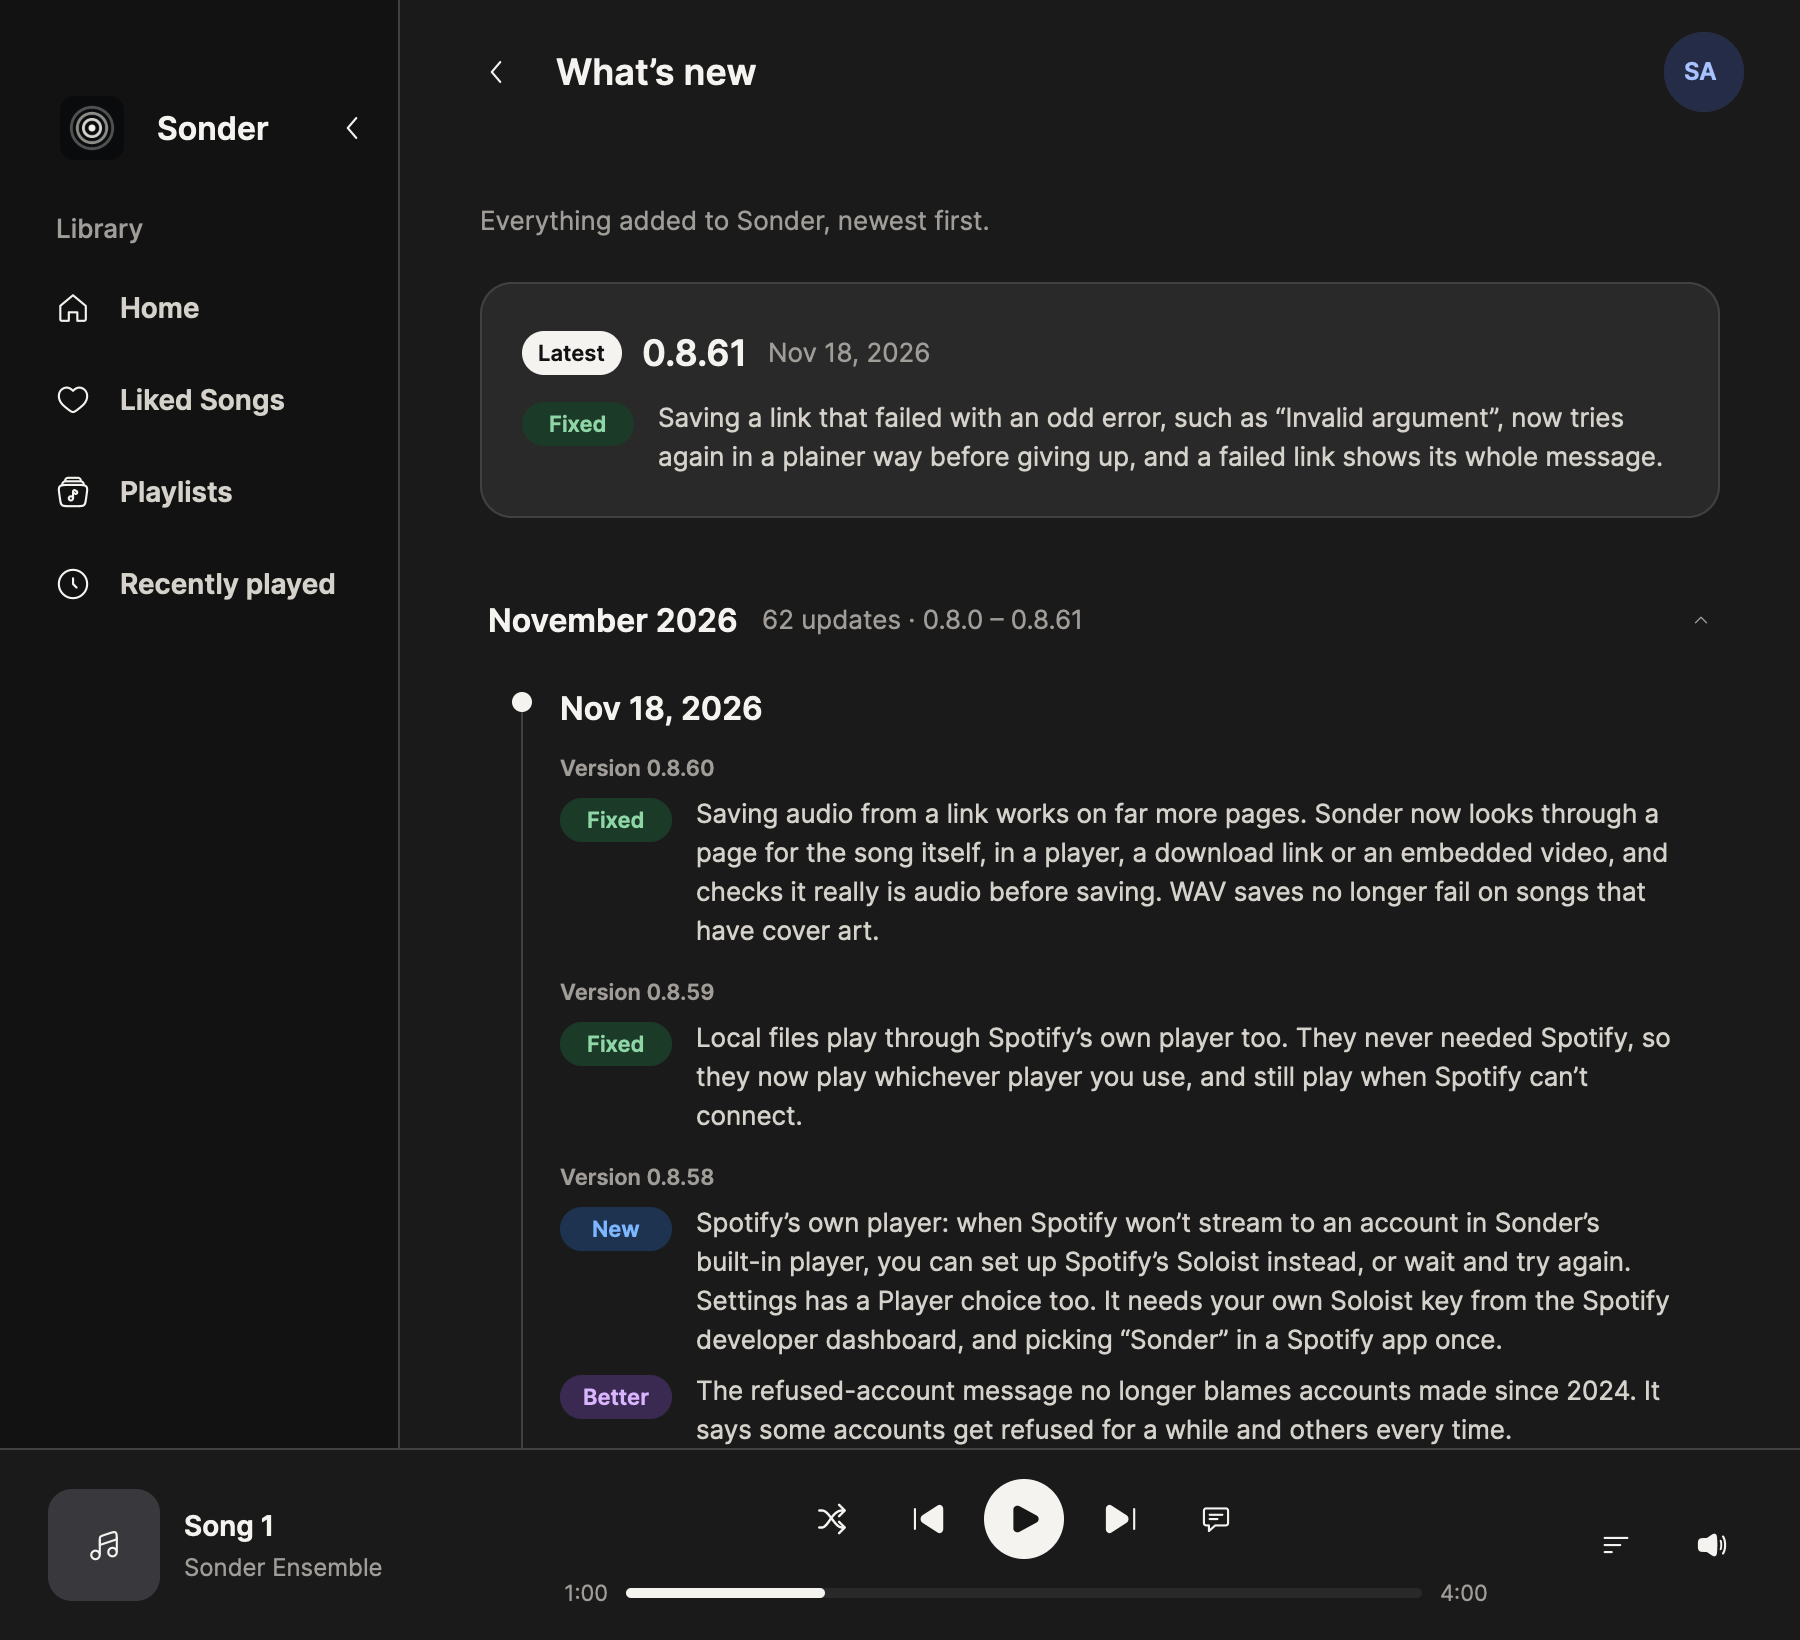 Sonder
Library
Home
Liked Songs
Playlists
Recently played
What’s new
SA
Everything added to Sonder, newest first.
Latest 0.8.61 Nov 18, 2026
Fixed Saving a link that failed with an odd error, such as “Invalid argument”, now tries
again in a plainer way before giving up, and a failed link shows its whole message.
November 2026 62 updates · 0.8.0 – 0.8.61
Nov 18, 2026
Version 0.8.60
Fixed Saving audio from a link works on far more pages. Sonder now looks through a
page for the song itself, in a player, a download link or an embedded video, and
checks it really is audio before saving. WAV saves no longer fail on songs that
have cover art.
Version 0.8.59
Fixed Local files play through Spotify’s own player too. They never needed Spotify, so
they now play whichever player you use, and still play when Spotify can’t
connect.
Version 0.8.58
New Spotify’s own player: when Spotify won’t stream to an account in Sonder’s
built-in player, you can set up Spotify’s Soloist instead, or wait and try again.
Settings has a Player choice too. It needs your own Soloist key from the Spotify
developer dashboard, and picking “Sonder” in a Spotify app once.
Better The refused-account message no longer blames accounts made since 2024. It
says some accounts get refused for a while and others every time.
Song 1
Sonder Ensemble
1:00
4:00